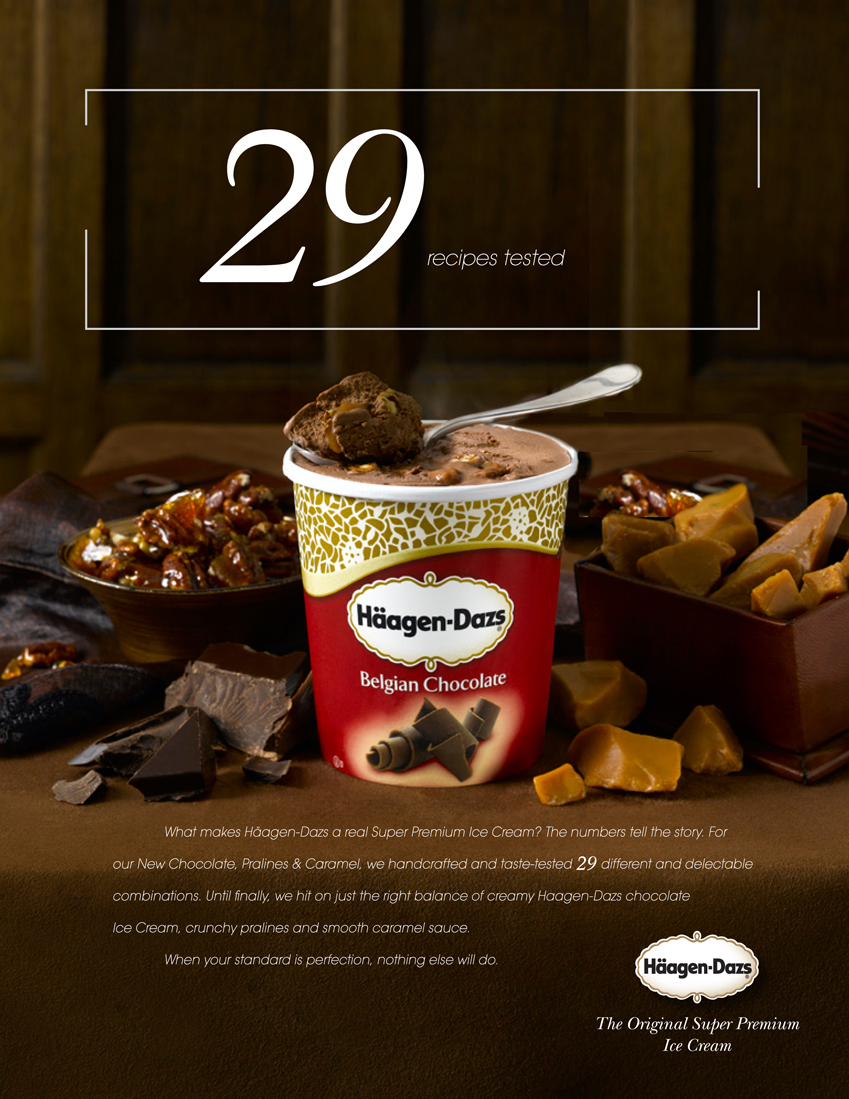 29 recipes tested
Häagen-Dazs
Belgian Chocolate
What makes Häagen-Dazs a real Super Premium Ice Cream? The numbers tell the story. For
our New Chocolate, Pralines & Caramel, we handcrafted and taste-tested 29 different and delectable
combinations. Until finally, we hit on just the right balance of creamy Haagen-Dazs chocolate
Ice Cream, crunchy pralines and smooth caramel sauce.
When your standard is perfection, nothing else will do.
Häagen-Dazs
The Original Super Premium
Ice Cream